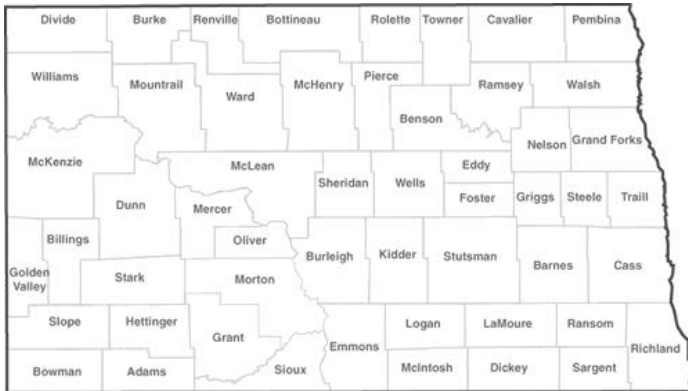 Divide Burke Renville Bottineau Rolette Towner Cavalier Pembina
Williams Mountrail Ward McHenry Pierce Ramsey Walsh
Benson
McKenzie McLean Eddy Nelson Grand Forks
Sheridan Wells
Dunn Mercer Foster Griggs Steele Traill
Billings Oliver
Burleigh Kidder Stutsman
Golden
Valley Stark Morton Barnes Cass
Slope Hettinger Grant Emmons Logan LaMoure Ransom Richland
Bowman Adams Sioux McIntosh Dickey Sargent